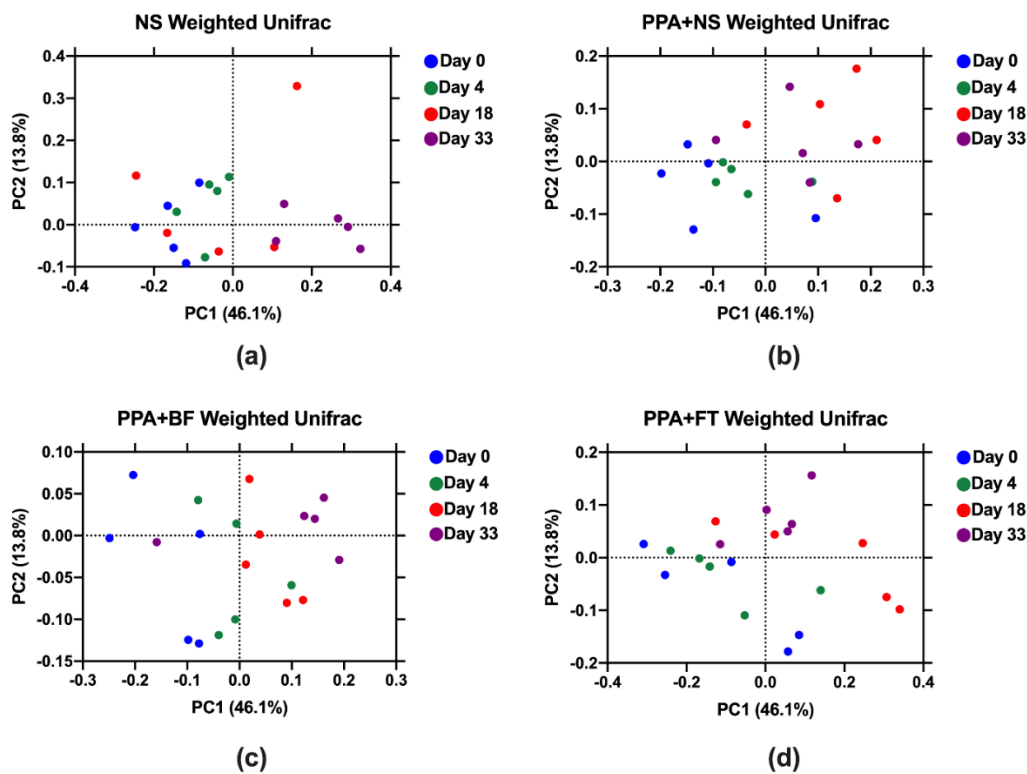 NS Weighted Unifrac
PC2 (13.8%)
0.4
0.3
0.2
0.1
0.0
-0.1
-0.4
-0.2
0.0
0.2
0.4
PC1 (46.1%)
Day 0
Day 4
Day 18
Day 33
(a)
PPA+NS Weighted Unifrac
PC2 (13.8%)
0.2
0.1
0.0
-0.1
-0.2
-0.3
-0.2
-0.1
0.0
0.1
0.2
0.3
PC1 (46.1%)
Day 0
Day 4
Day 18
Day 33
(b)
PPA+BF Weighted Unifrac
PC2 (13.8%)
0.10
0.05
0.00
-0.05
-0.10
-0.15
-0.3
-0.2
-0.1
0.0
0.1
0.2
0.3
PC1 (46.1%)
Day 0
Day 4
Day 18
Day 33
(c)
PPA+FT Weighted Unifrac
PC2 (13.8%)
0.2
0.1
0.0
-0.1
-0.2
-0.4
-0.2
0.0
0.2
0.4
PC1 (46.1%)
Day 0
Day 4
Day 18
Day 33
(d)